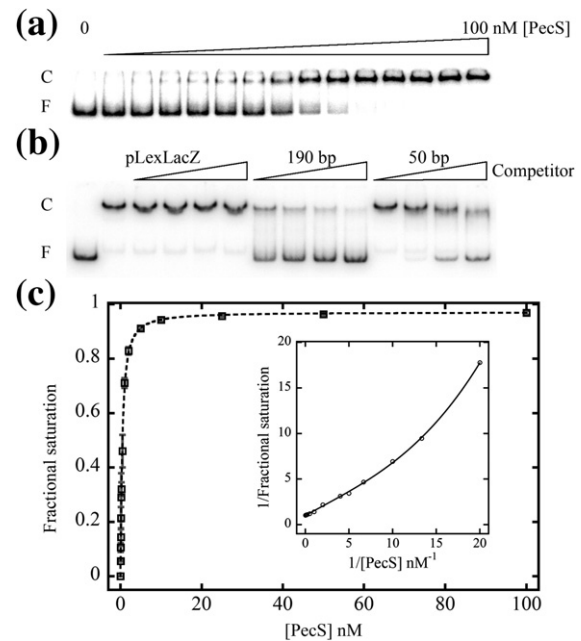 (a)
0 100 nM [PecS]
C
F
(b)
pLexLacZ 190 bp 50 bp Competitor
C
F
(c)
1
0.8
0.6
0.4
0.2
0
Fractional saturation
0 20 40 60 80 100
[PecS] nM
20
15
10
5
0
1/Fractional saturation
0 5 10 15 20
1/[PecS] nM⁻¹